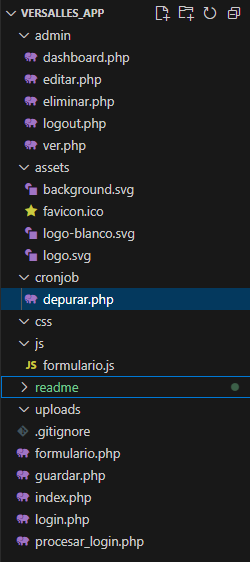 VERSALLES_APP
admin
dashboard.php
editar.php
eliminar.php
logout.php
ver.php
assets
background.svg
favicon.ico
logo-blanco.svg
logo.svg
cronjob
depurar.php
css
js
JS formulario.js
readme
uploads
.gitignore
formulario.php
guardar.php
index.php
login.php
procesar_login.php